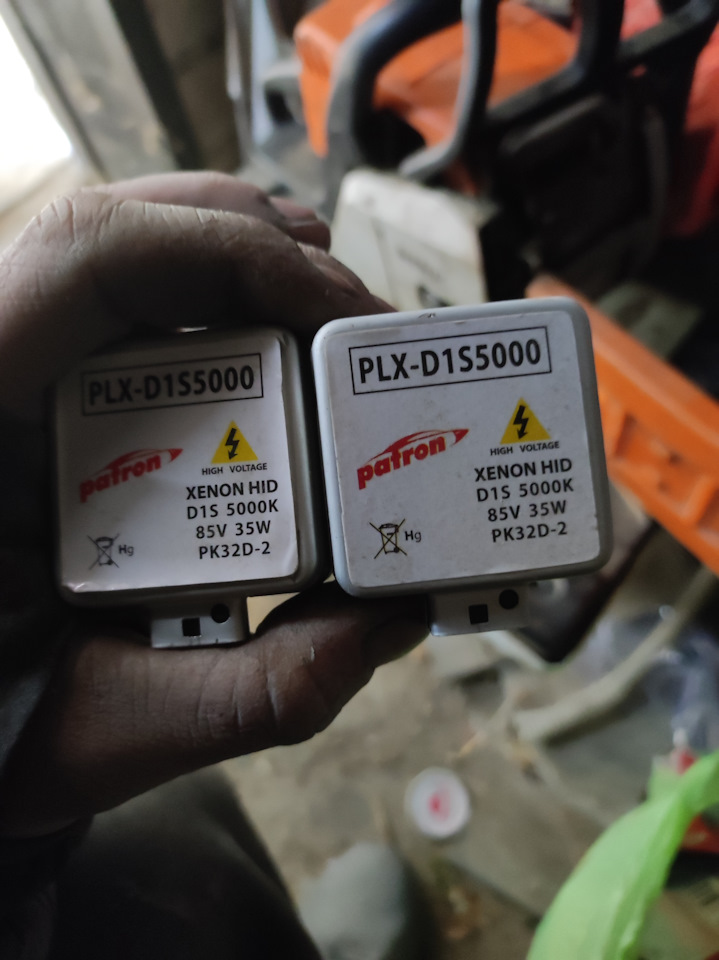 PLX-D1S5000
patron
HIGH VOLTAGE
XENON HID
D1S 5000K
85V 35W
PK32D-2
Hg
PLX-D1S5000
patron
HIGH VOLTAGE
XENON HID
D1S 5000K
85V 35W
PK32D-2
Hg